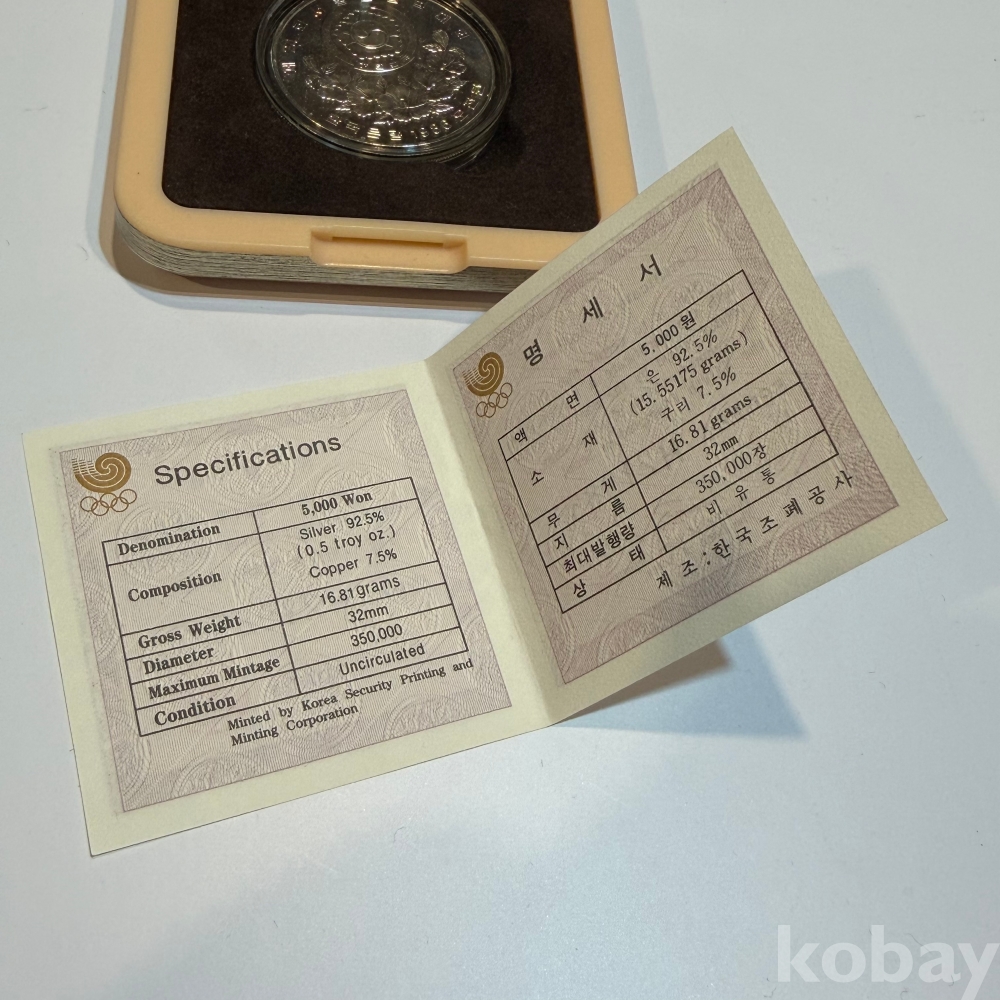 1988
Specifications
Denomination 5,000 Won
Composition Silver 92.5%
(0.5 troy oz.)
Copper 7.5%
Gross Weight 16.81grams
Diameter 32mm
Maximum Mintage 350,000
Condition Uncirculated
Minted by Korea Security Printing and
Minting Corporation
명 세 서
액 면 5,000원
소 재 은 92.5%
(15.55175 grams)
구리 7.5%
무 게 16.81 grams
지 름 32mm
최대발행량 350,000장
상 태 비 유 통
제 조 : 한 국 조 폐 공 사
kobay